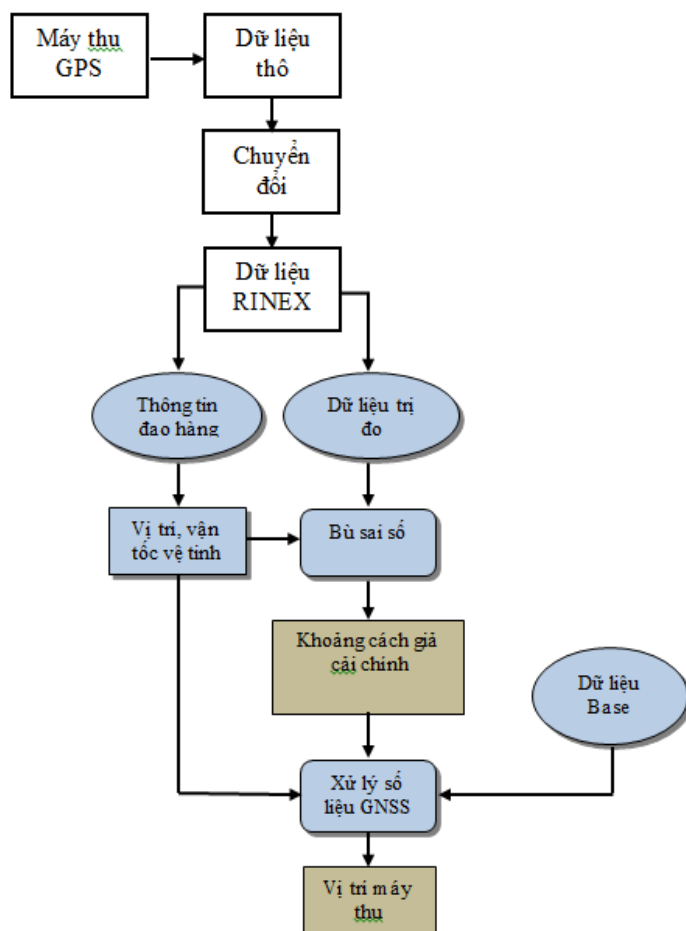 Máy thu
GPS
Dữ liệu
thô
Chuyển
đổi
Dữ liệu
RINEX
Thông tin
đạo hàng
Dữ liệu trị
đo
Vị trí, vận
tốc vệ tinh
Bù sai số
Khoảng cách giả
cải chính
Dữ liệu
Base
Xử lý số
liệu GNSS
Vị trí máy
thu